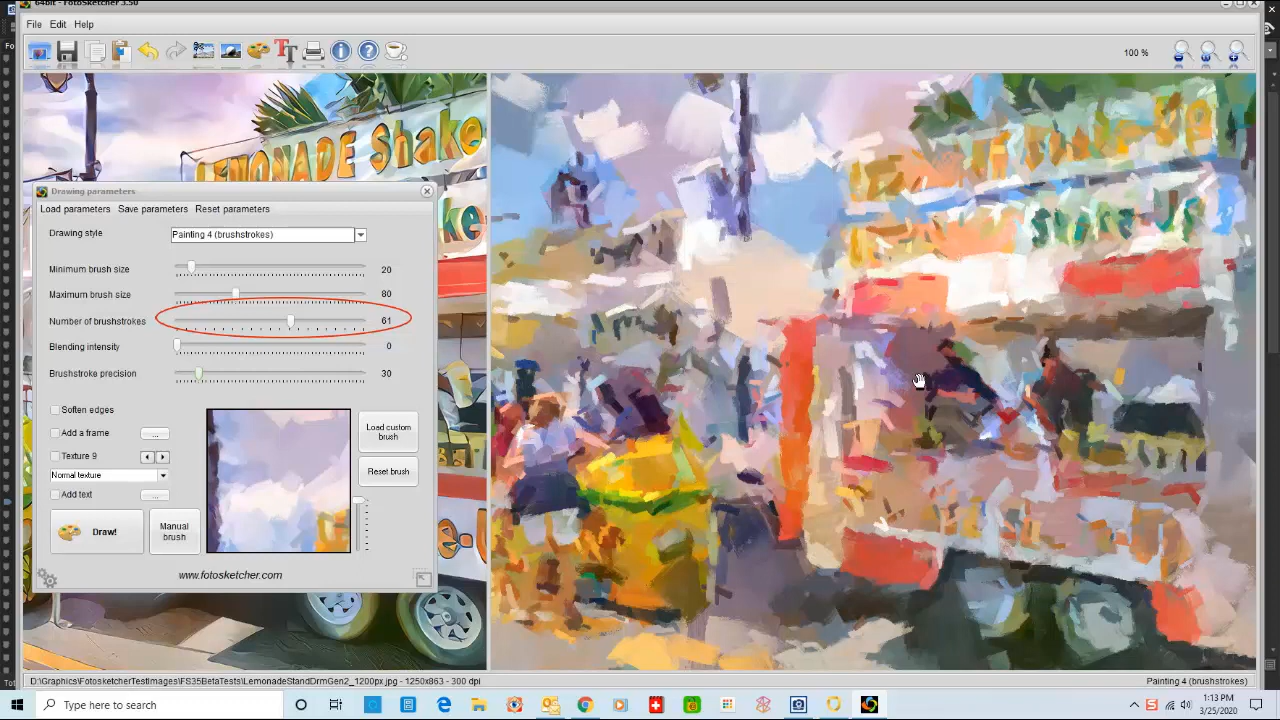 64bit - FotoSketcher 3.50
File Edit Help
100 %
LEMONADE Shake
Drawing parameters
Load parameters Save parameters Reset parameters
Drawing style Painting 4 (brushstrokes)
Minimum brush size 20
Maximum brush size 80
Number of brushstrokes 61
Blending intensity 0
Brushstroke precision 30
Soften edges
Add a frame ...
Texture 9
Normal texture
Add text ...
Load custom brush
Reset brush
Draw!
Manual brush
www.fotosketcher.com
D:\Graphics\FotosketcherTestImages\FS35BetaTests\LemonadeStandDrmGen2_1200px.jpg - 1250x863 - 300 dpi
Painting 4 (brushstrokes)
Type here to search
1:13 PM
3/25/2020